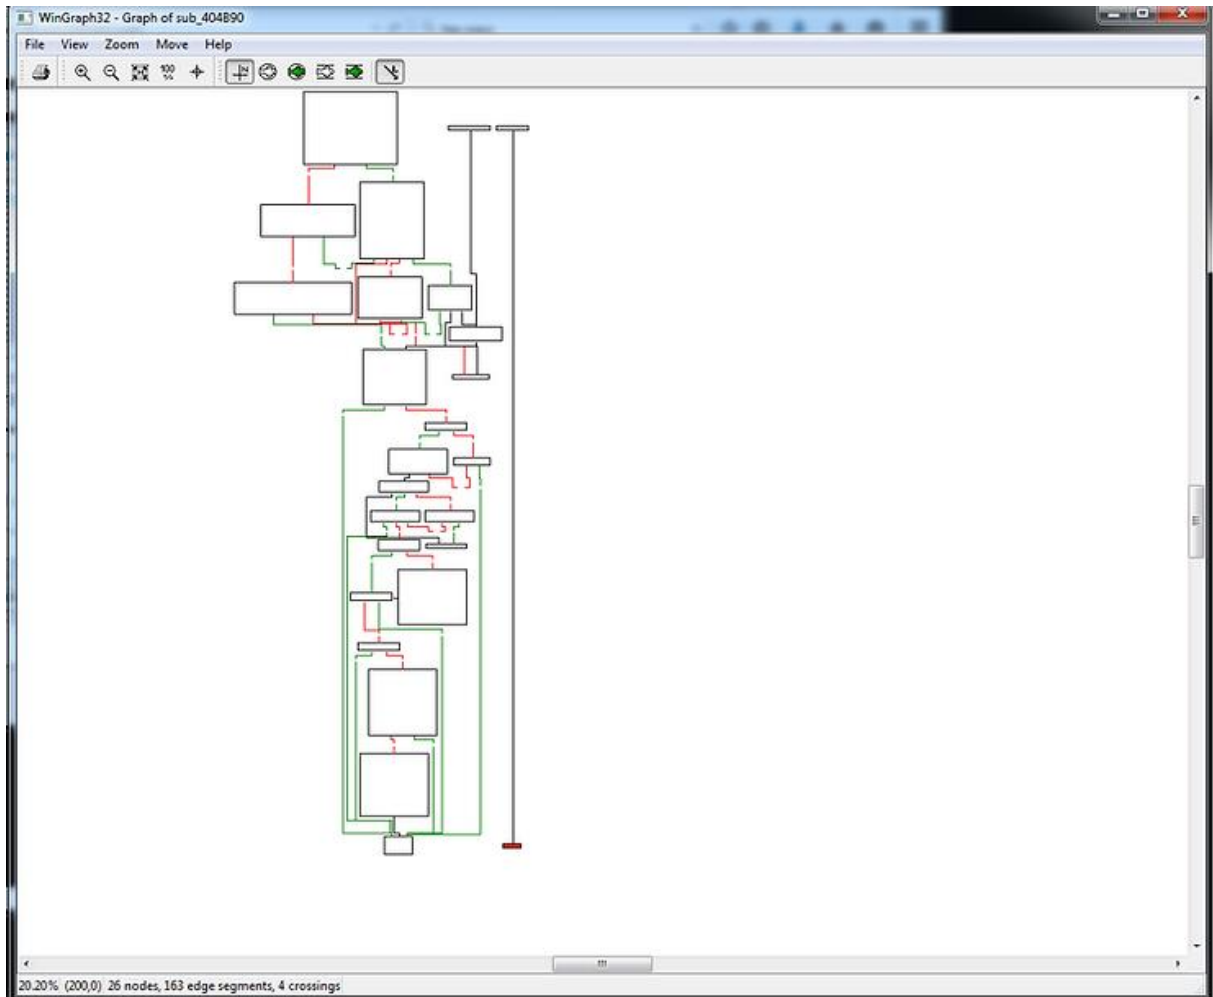 WinGraph32 - Graph of sub_404B90
File View Zoom Move Help
100
%
N
20.20% (200,0) 26 nodes, 163 edge segments, 4 crossings